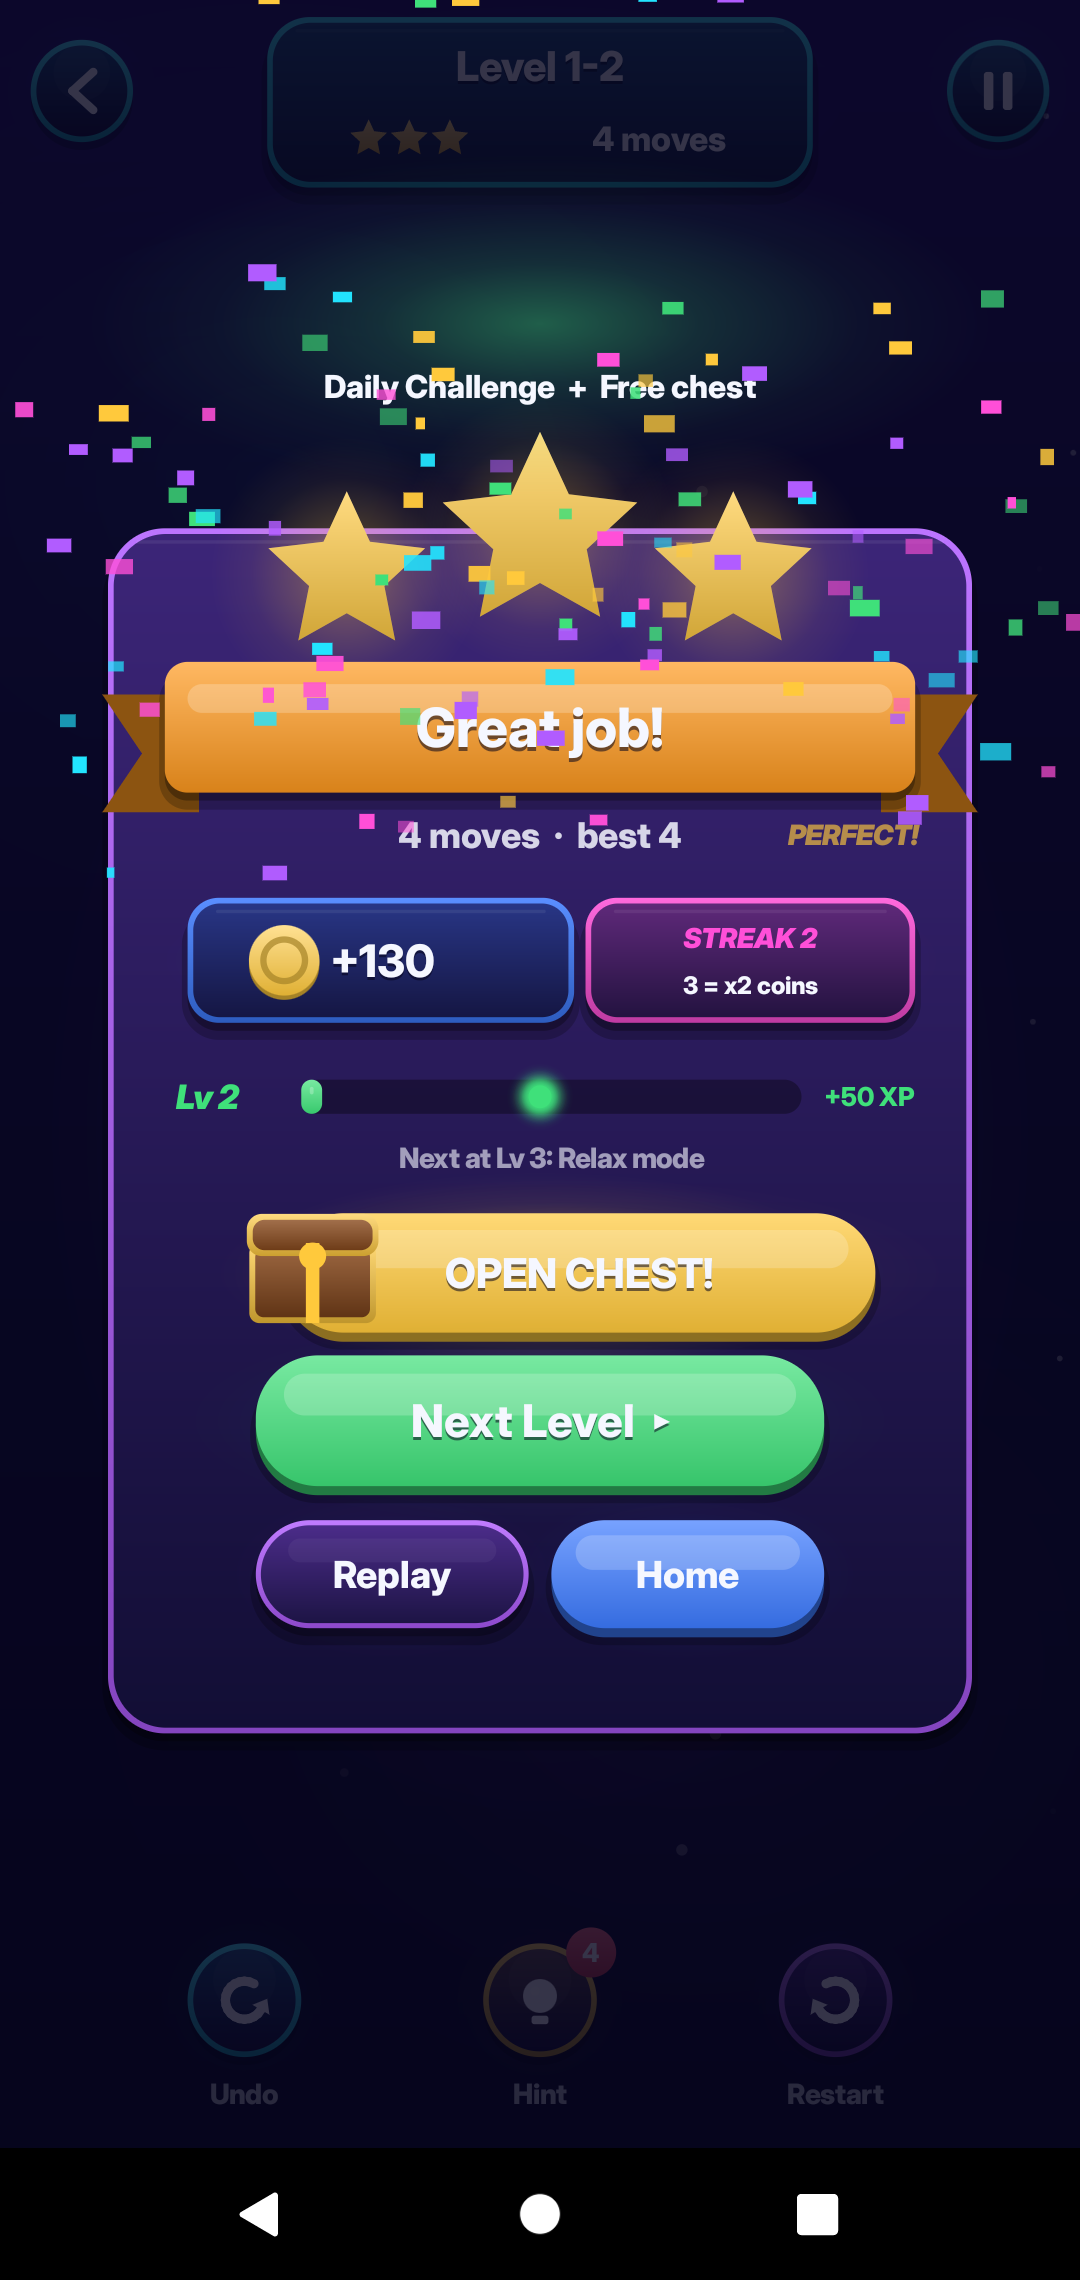 Level 1-2
4 moves
Daily Challenge + Free chest
Great job!
4 moves · best 4
PERFECT!
+130
STREAK 2
3 = x2 coins
Lv 2
+50 XP
Next at Lv 3: Relax mode
OPEN CHEST!
Next Level ▸
Replay
Home
4
Undo
Hint
Restart